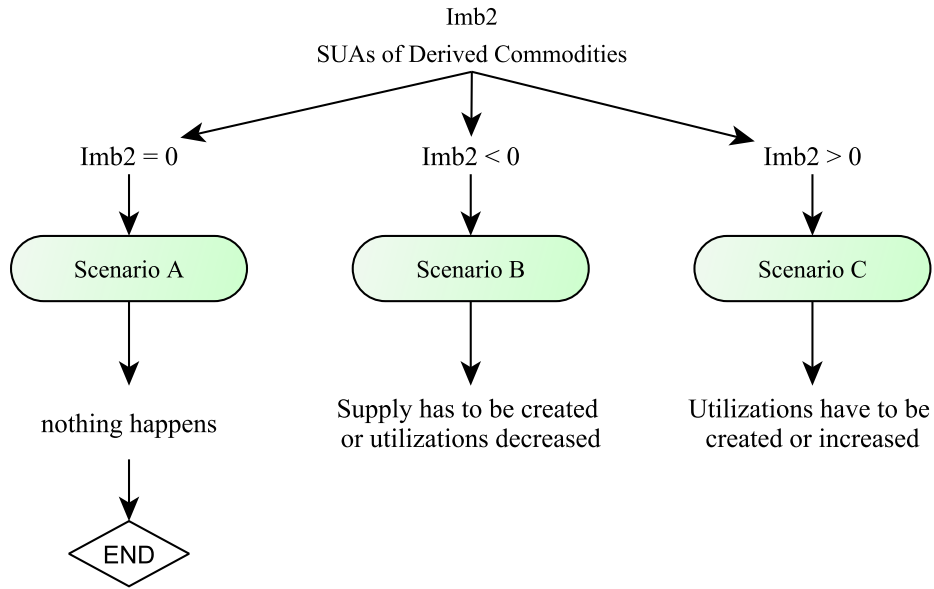 Imb2
SUAs of Derived Commodities
Imb2 = 0
Imb2 < 0
Imb2 > 0
Scenario A
Scenario B
Scenario C
nothing happens
Supply has to be created
or utilizations decreased
Utilizations have to be
created or increased
END